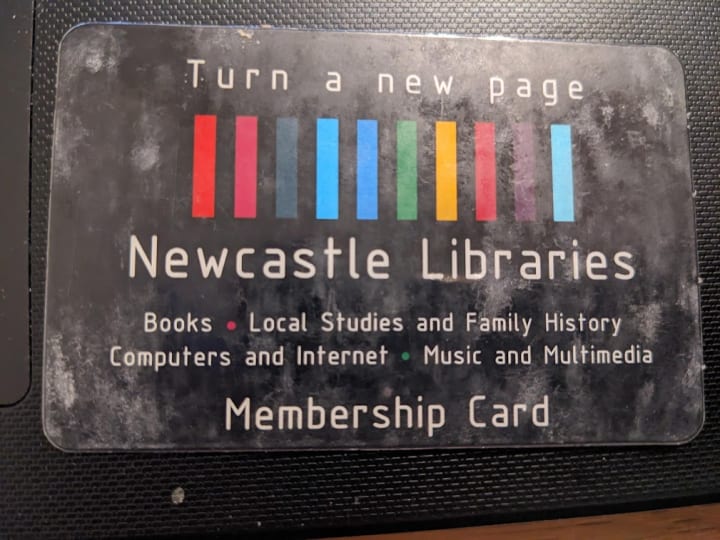 Turn a new page
Newcastle Libraries
Books • Local Studies and Family History
Computers and Internet • Music and Multimedia
Membership Card